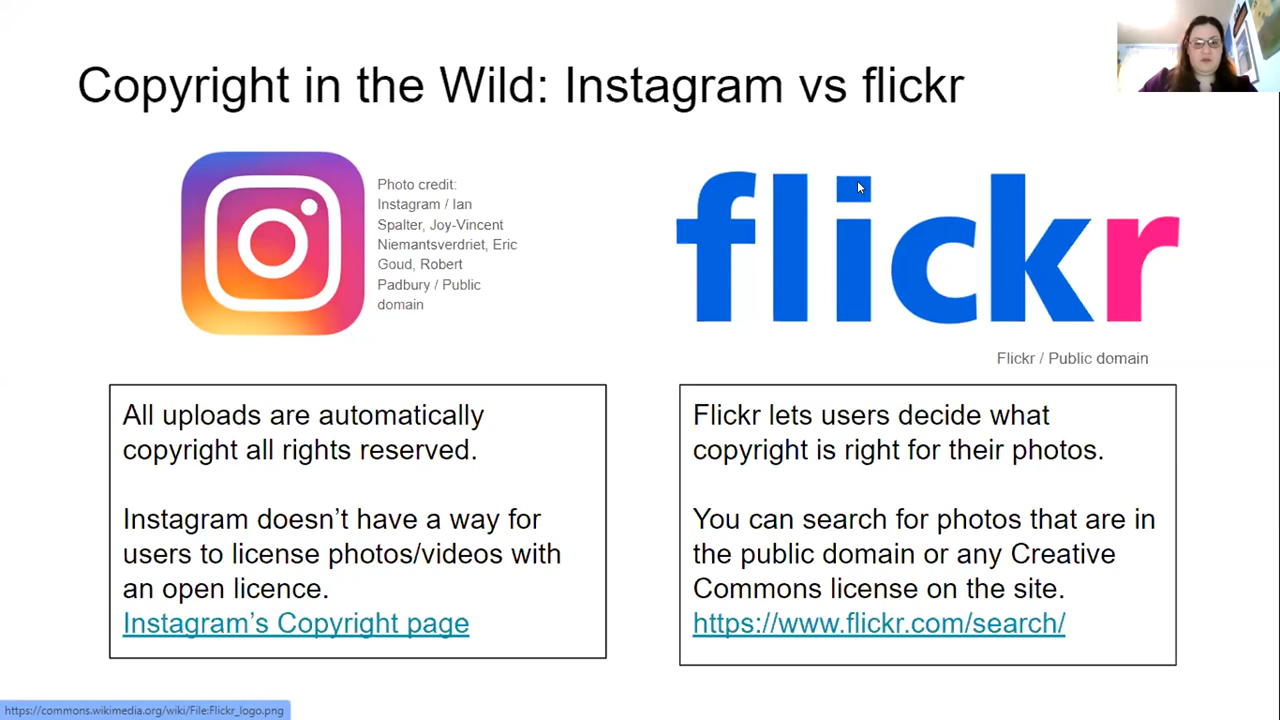 Copyright in the Wild: Instagram vs flickr
Photo credit:
Instagram / Ian
Spalter, Joy-Vincent
Niemantsverdriet, Eric
Goud, Robert
Padbury / Public
domain
flickr
Flickr / Public domain
All uploads are automatically
copyright all rights reserved.
Instagram doesn’t have a way for
users to license photos/videos with
an open licence.
Instagram’s Copyright page
Flickr lets users decide what
copyright is right for their photos.
You can search for photos that are in
the public domain or any Creative
Commons license on the site.
https://www.flickr.com/search/
https://commons.wikimedia.org/wiki/File:Flickr_logo.png